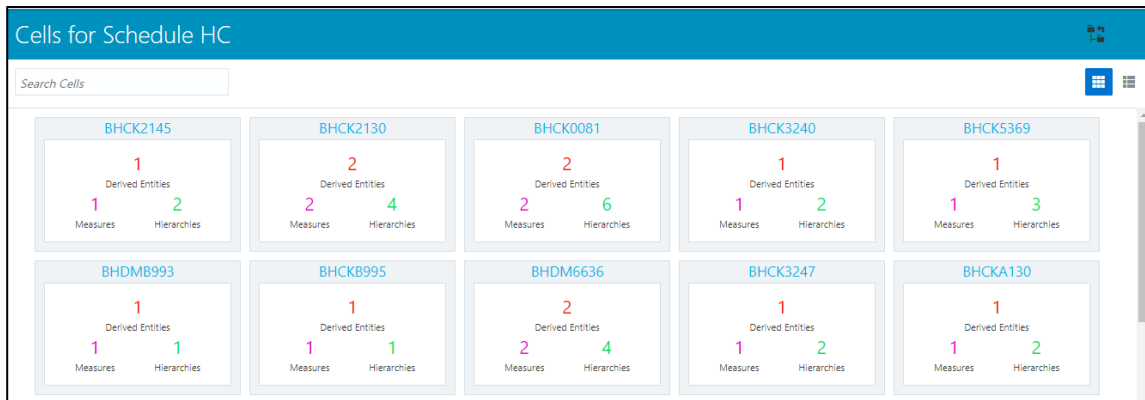 Cells for Schedule HC
Search Cells
BHCK2145 BHCK2130 BHCK0081 BHCK3240 BHCK5369
1 2 2 1 1
Derived Entities Derived Entities Derived Entities Derived Entities Derived Entities
1 2 2 4 2 6 1 2 1 3
Measures Hierarchies Measures Hierarchies Measures Hierarchies Measures Hierarchies Measures Hierarchies
BHDMB993 BHCKB995 BHDM6636 BHCK3247 BHCKA130
1 1 2 1 1
Derived Entities Derived Entities Derived Entities Derived Entities Derived Entities
1 1 1 1 2 4 1 2 1 2
Measures Hierarchies Measures Hierarchies Measures Hierarchies Measures Hierarchies Measures Hierarchies